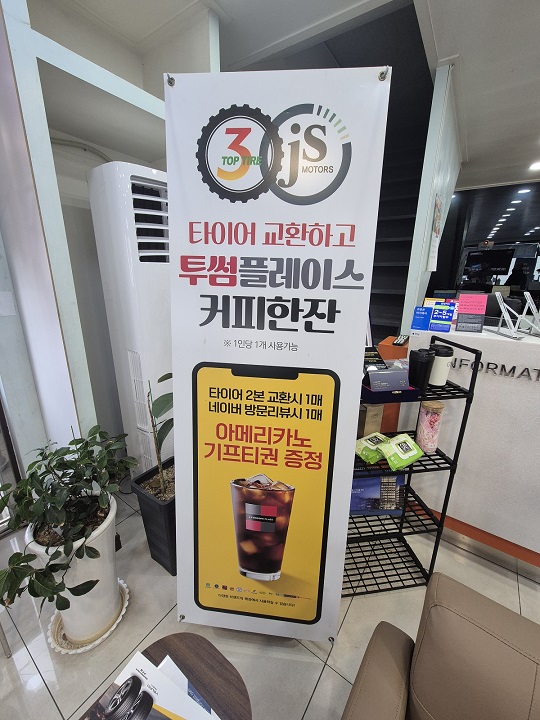 3
TOP TIRE
js
MOTORS
타이어 교환하고
투썸플레이스
커피한잔
※ 1인당 1개 사용가능
타이어 2본 교환시 1매
네이버 방문리뷰시 1매
아메리카노
기프티권 증정
INFORMAT